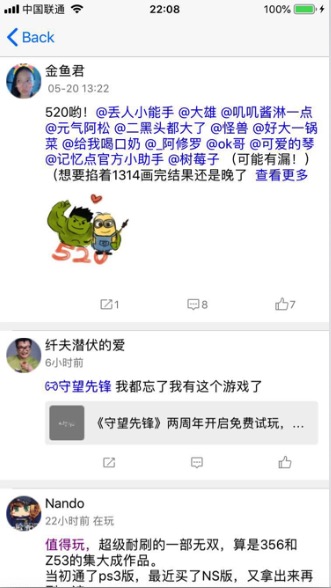 中国联通 22:08 100%
Back
金鱼君
05-20 13:22
520哟！@丢人小能手 @大雄 @叽叽酱淋一点
@元气阿松 @二黑头都大了 @怪兽 @好大一锅
菜 @给我喝口奶 @_阿修罗 @ok哥 @可爱的琴
@记忆点官方小助手 @树莓子 （可能有漏！）
（想要掐着1314画完结果还是晚了 查看更多
520
1 8 7
纤夫潜伏的爱
6小时前
守望先锋 我都忘了我有这个游戏了
《守望先锋》两周年开启免费试玩，...
Nando
22小时前 在玩
值得玩，超级耐刷的一部无双，算是356和
Z53的集大成作品。
当初通了ps3版，最近买了NS版，又拿出来再